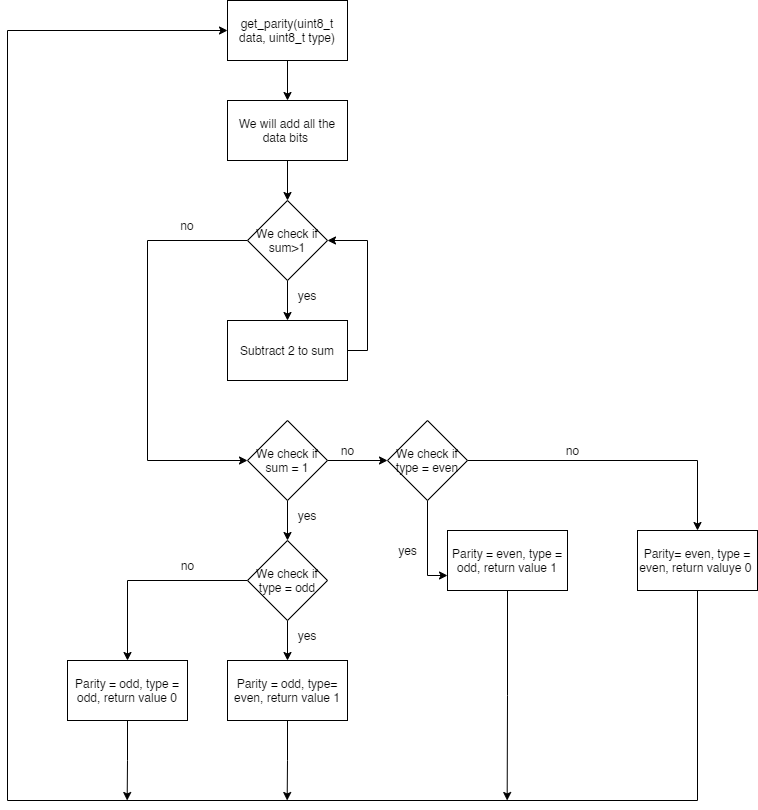 get_parity(uint8_t
data, uint8_t type)
We will add all the
data bits
no
We check if
sum>1
yes
Subtract 2 to sum
We check if
sum = 1
no
We check if
type = even
no
yes
yes
Parity = even, type =
odd, return value 1
Parity= even, type =
even, return valuye 0
no
We check if
type = odd
yes
Parity = odd, type =
odd, return value 0
Parity = odd, type=
even, return value 1